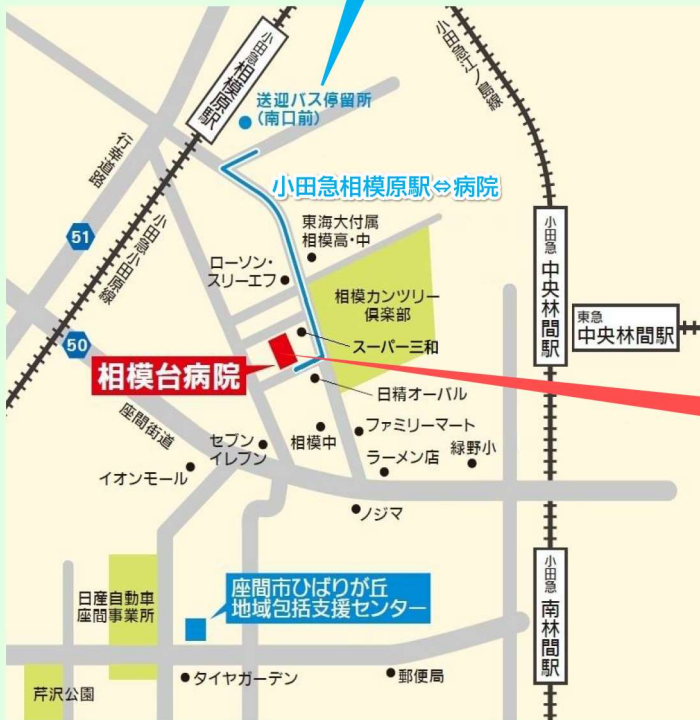 小田急
相模原駅
小田急江ノ島線
送迎バス停留所
(南口前)
行幸道路
小田急相模原駅⇔病院
51
小田急小田原線
東海大付属
相模高・中
小田急
中央林間駅
ローソン・
スリーエフ
相模カンツリー
倶楽部
東急
中央林間駅
50
スーパー三和
相模台病院
日精オーバル
座間街道
セブン
イレブン
相模中
ファミリーマート
緑野小
イオンモール
ラーメン店
ノジマ
小田急
南林間駅
日産自動車
座間事業所
座間市ひばりが丘
地域包括支援センター
タイヤガーデン
郵便局
芹沢公園